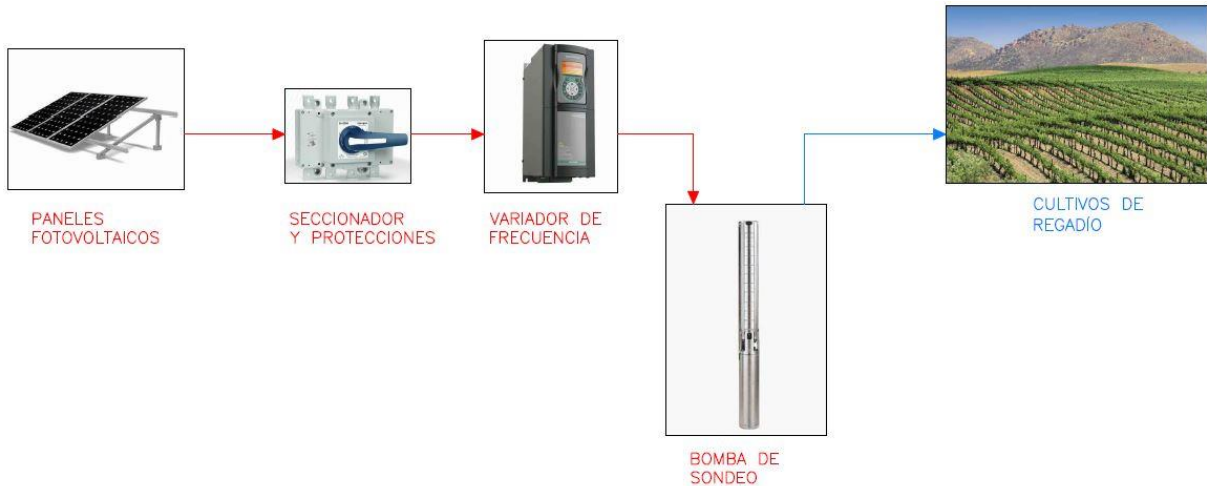 PANELES
FOTOVOLTAICOS
SECCIONADOR
Y PROTECCIONES
VARIADOR DE
FRECUENCIA
BOMBA DE
SONDEO
CULTIVOS DE
REGADÍO